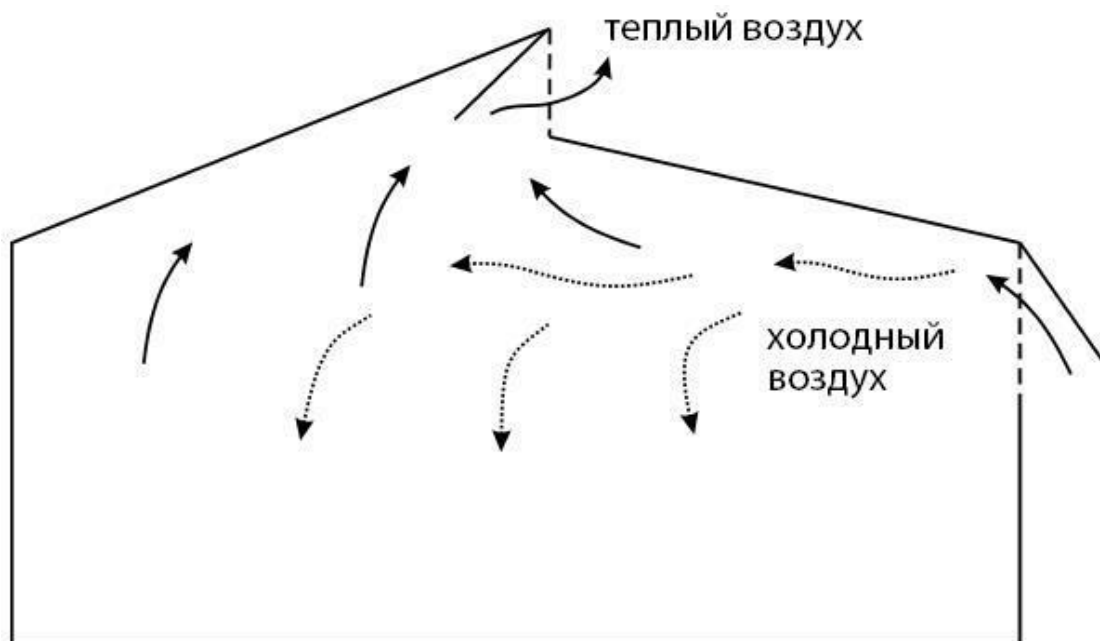 теплый воздух
холодный
воздух